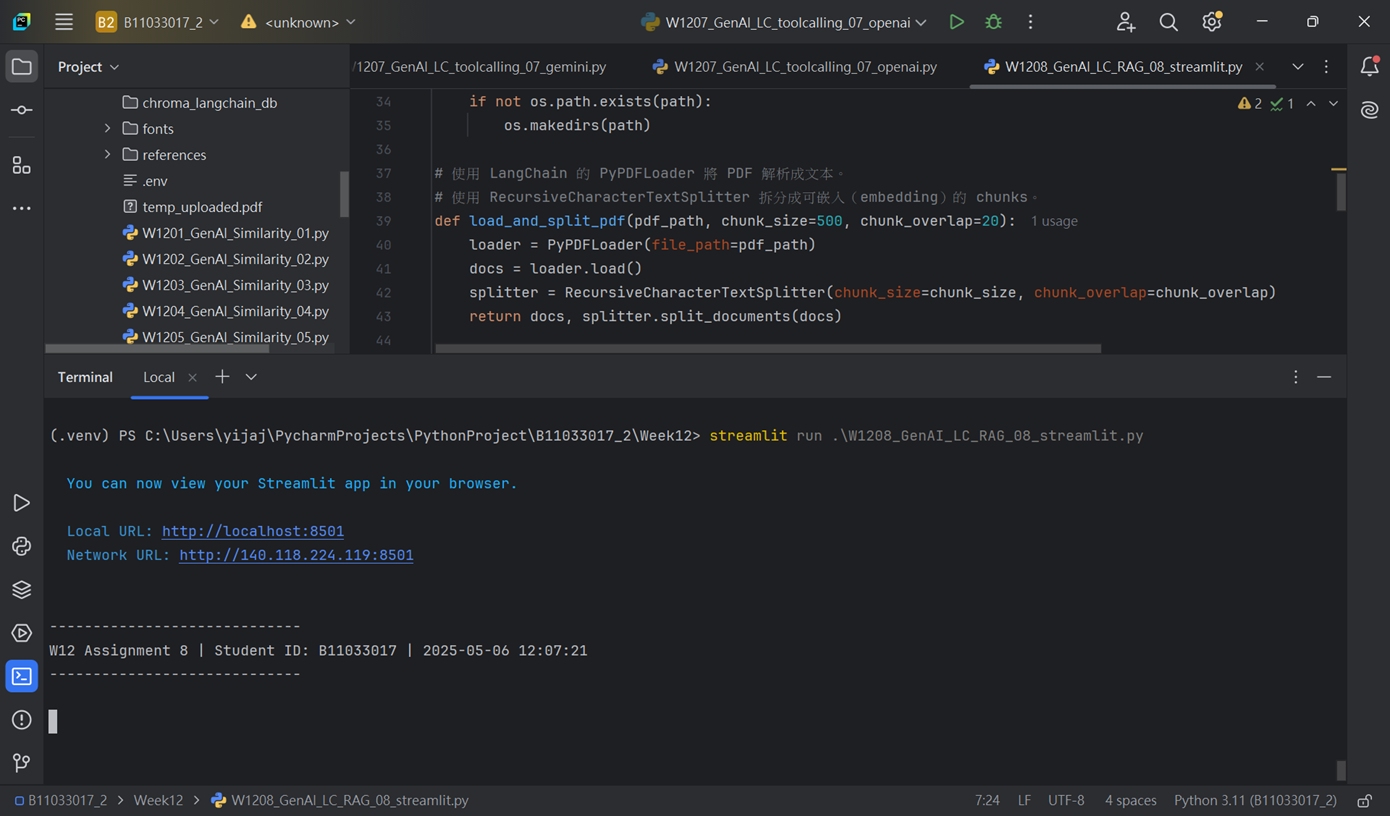 PC
B2 B11033017_2 <unknown> W1207_GenAI_LC_toolcalling_07_openai
Project
/1207_GenAI_LC_toolcalling_07_gemini.py W1207_GenAI_LC_toolcalling_07_openai.py W1208_GenAI_LC_RAG_08_streamlit.py
chroma_langchain_db
fonts
references
.env
temp_uploaded.pdf
W1201_GenAI_Similarity_01.py
W1202_GenAI_Similarity_02.py
W1203_GenAI_Similarity_03.py
W1204_GenAI_Similarity_04.py
W1205_GenAI_Similarity_05.py
2 1
34 if not os.path.exists(path):
35 os.makedirs(path)
36
37 # 使用 LangChain 的 PyPDFLoader 將 PDF 解析成文本。
38 # 使用 RecursiveCharacterTextSplitter 拆分成可嵌入（embedding）的 chunks。
39 def load_and_split_pdf(pdf_path, chunk_size=500, chunk_overlap=20): 1 usage
40 loader = PyPDFLoader(file_path=pdf_path)
41 docs = loader.load()
42 splitter = RecursiveCharacterTextSplitter(chunk_size=chunk_size, chunk_overlap=chunk_overlap)
43 return docs, splitter.split_documents(docs)
44
Terminal Local
(.venv) PS C:\Users\yijaj\PycharmProjects\PythonProject\B11033017_2\Week12> streamlit run .\W1208_GenAI_LC_RAG_08_streamlit.py
You can now view your Streamlit app in your browser.
Local URL: http://localhost:8501
Network URL: http://140.118.224.119:8501
-----------------------------
W12 Assignment 8 | Student ID: B11033017 | 2025-05-06 12:07:21
-----------------------------
B11033017_2 > Week12 > W1208_GenAI_LC_RAG_08_streamlit.py 7:24 LF UTF-8 4 spaces Python 3.11 (B11033017_2)